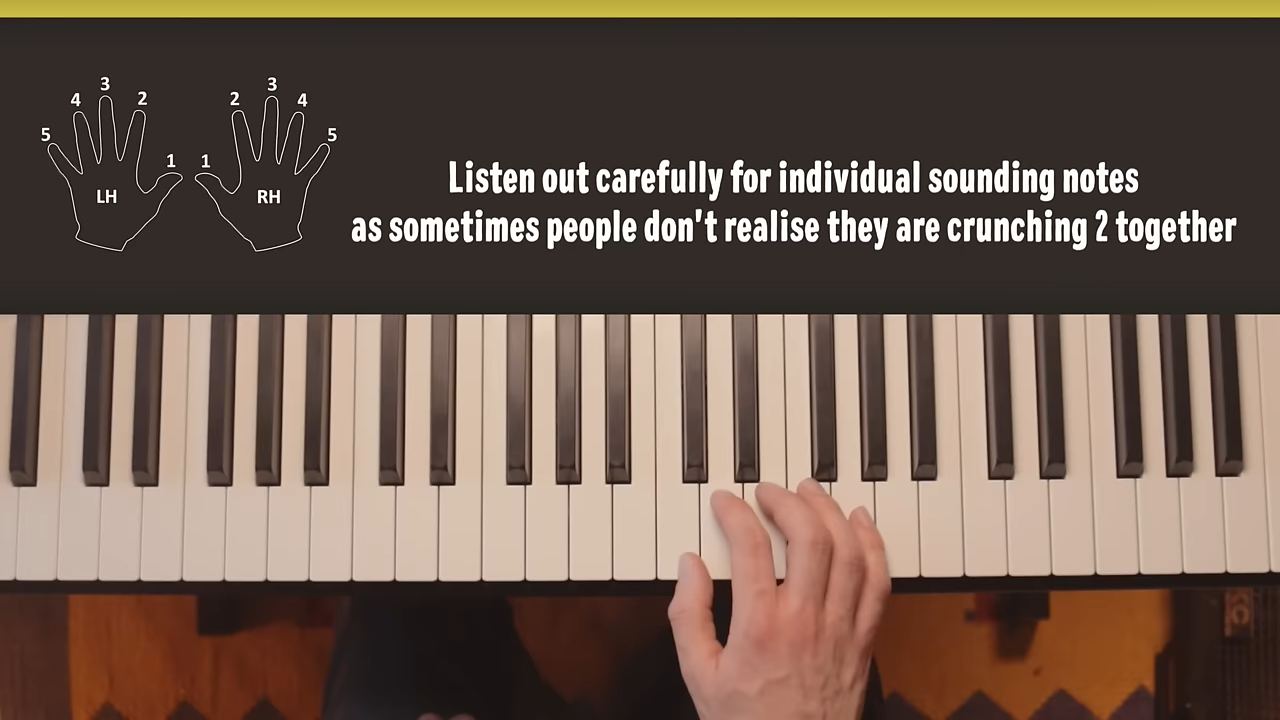 3 3
4 2 2 4
5 5
1 1
LH RH
Listen out carefully for individual sounding notes
as sometimes people don't realise they are crunching 2 together